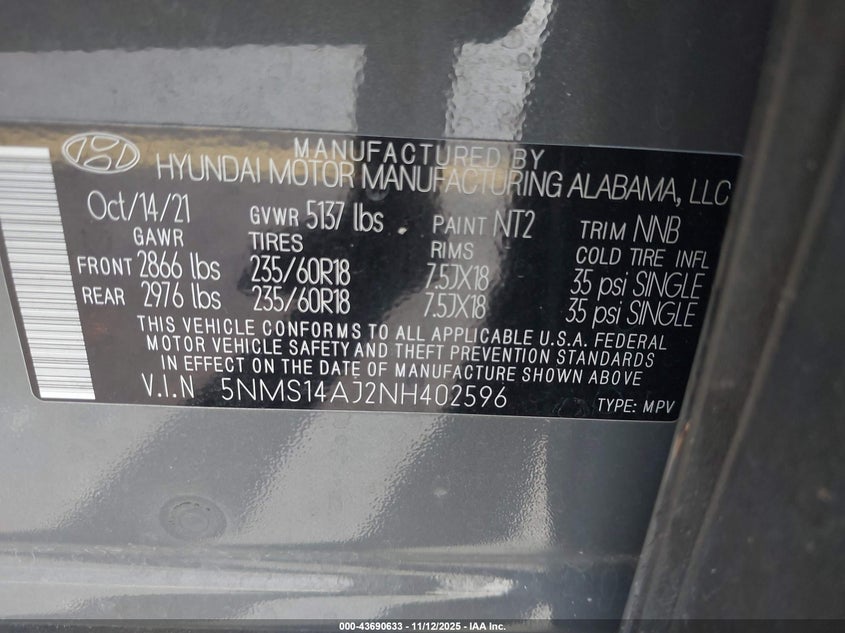 MANUFACTURED BY
HYUNDAI MOTOR MANUFACTURING ALABAMA, LLC
Oct/14/21 GVWR 5137 lbs PAINT NT2 TRIM NNB
GAWR TIRES RIMS COLD TIRE INFL
FRONT 2866 lbs 235/60R18 7.5JX18 35 psi SINGLE
REAR 2976 lbs 235/60R18 7.5JX18 35 psi SINGLE
THIS VEHICLE CONFORMS TO ALL APPLICABLE U.S.A. FEDERAL
MOTOR VEHICLE SAFETY AND THEFT PREVENTION STANDARDS
IN EFFECT ON THE DATE OF MANUFACTURE SHOWN ABOVE.
V.I.N 5NMS14AJ2NH402596 TYPE: MPV
000-43690633 - 11/12/2025 - IAA Inc.